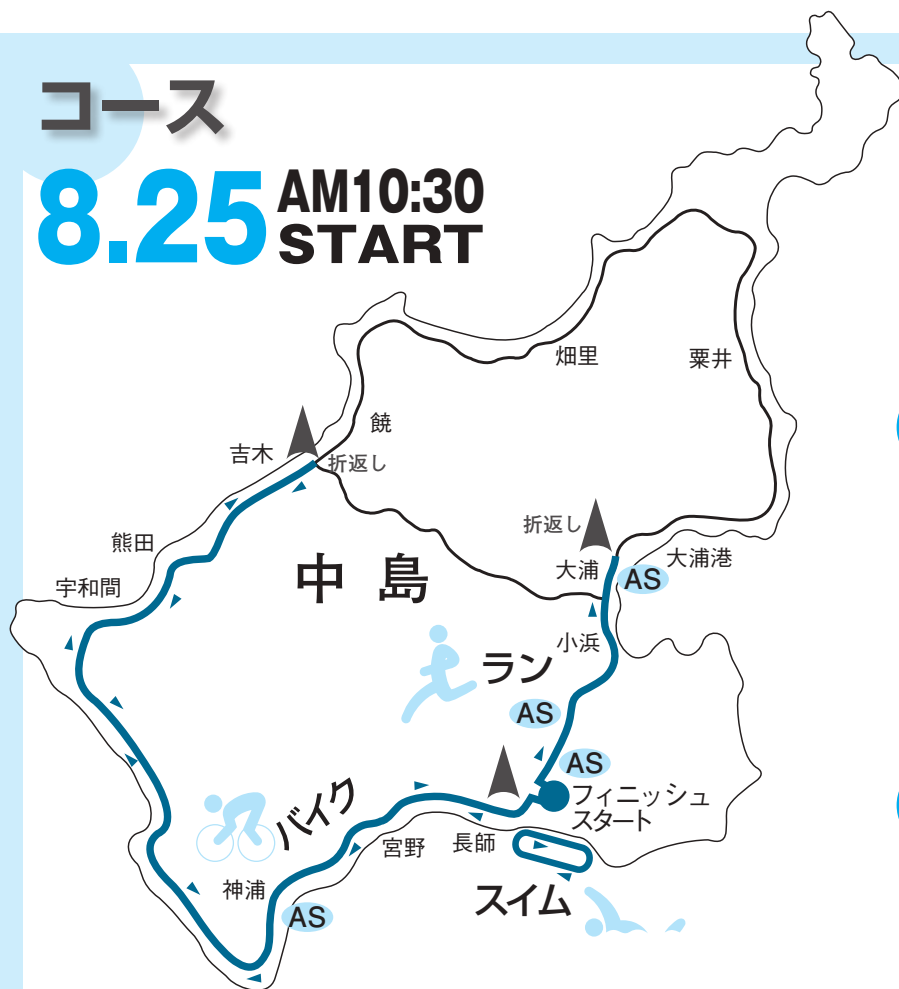 コース
8.25 AM10:30
START
畑里
粟井
饒
吉木
折返し
折返し
熊田
大浦
大浦港
AS
宇和間
中島
小浜
ラン
AS
AS
フィニッシュ
スタート
バイク
宮野
長師
神浦
AS
スイム